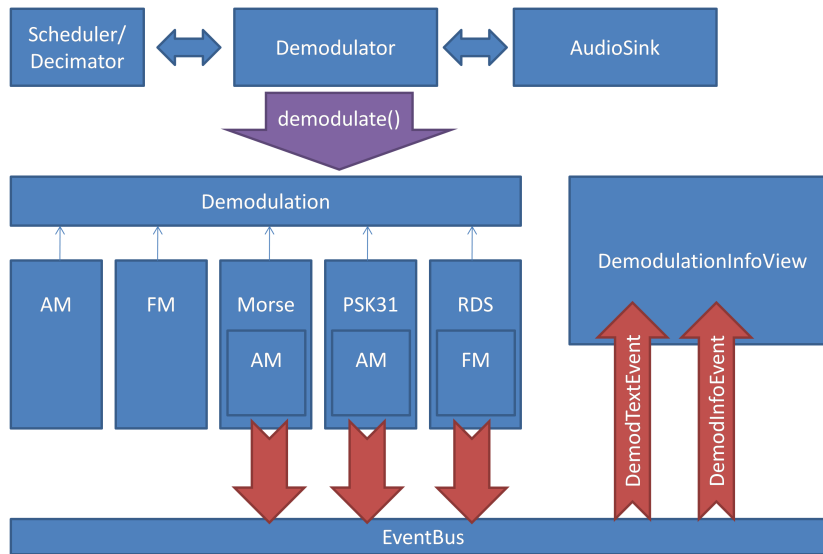 Scheduler/
Decimator
Demodulator
AudioSink
demodulate()
Demodulation
DemodulationInfoView
AM
FM
Morse
PSK31
RDS
AM
AM
FM
DemodTextEvent
DemodInfoEvent
EventBus